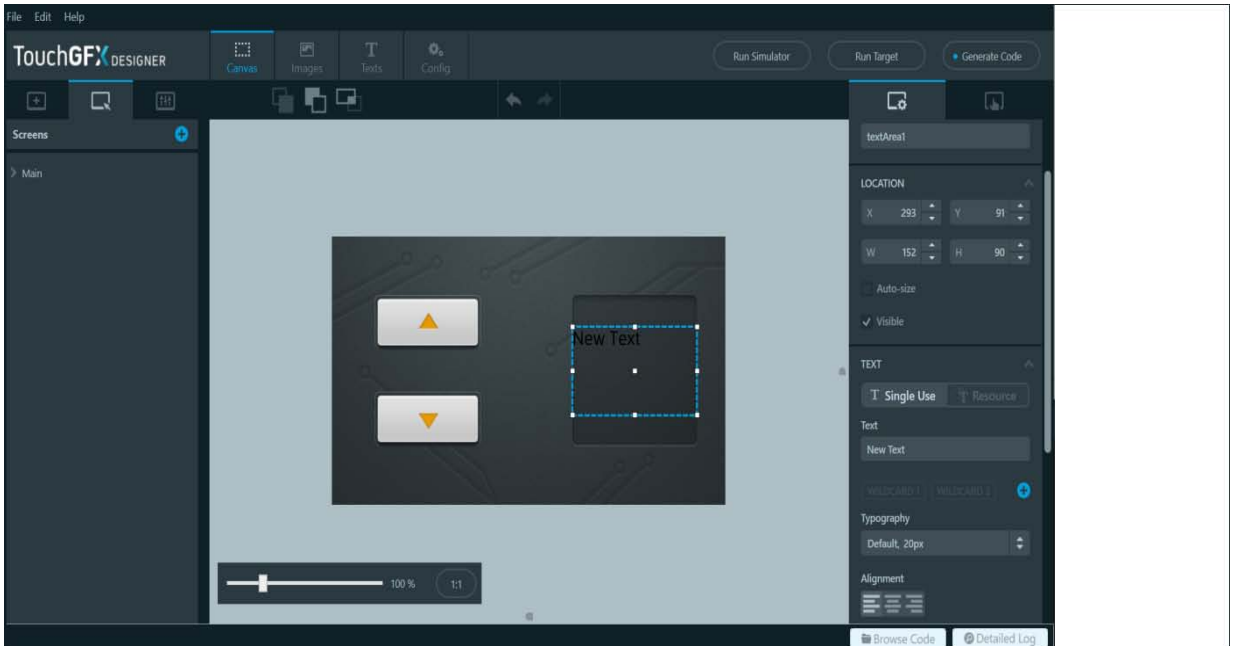 File Edit Help
TouchGFX DESIGNER
Canvas Images Texts Config
Run Simulator Run Target Generate Code
Screens
Main
textArea1
LOCATION
X 293 Y 91
W 152 H 90
Auto-size
Visible
TEXT
T Single Use T Resource
Text
New Text
WILDCARD 1 WILDCARD 2
Typography
Default, 20px
Alignment
New Text
100 % 1:1
Browse Code Detailed Log